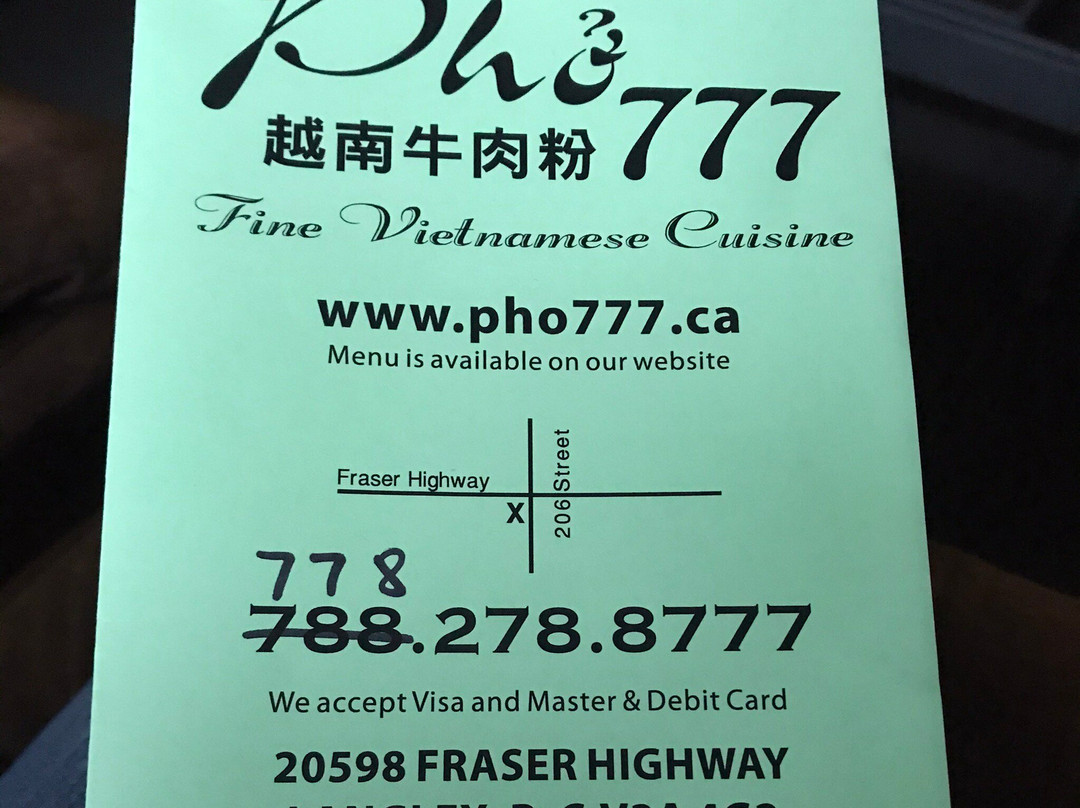 Phở 777
越南牛肉粉
Fine Vietnamese Cuisine
www.pho777.ca
Menu is available on our website
Fraser Highway
206 Street
X
778
788.278.8777
We accept Visa and Master & Debit Card
20598 FRASER HIGHWAY